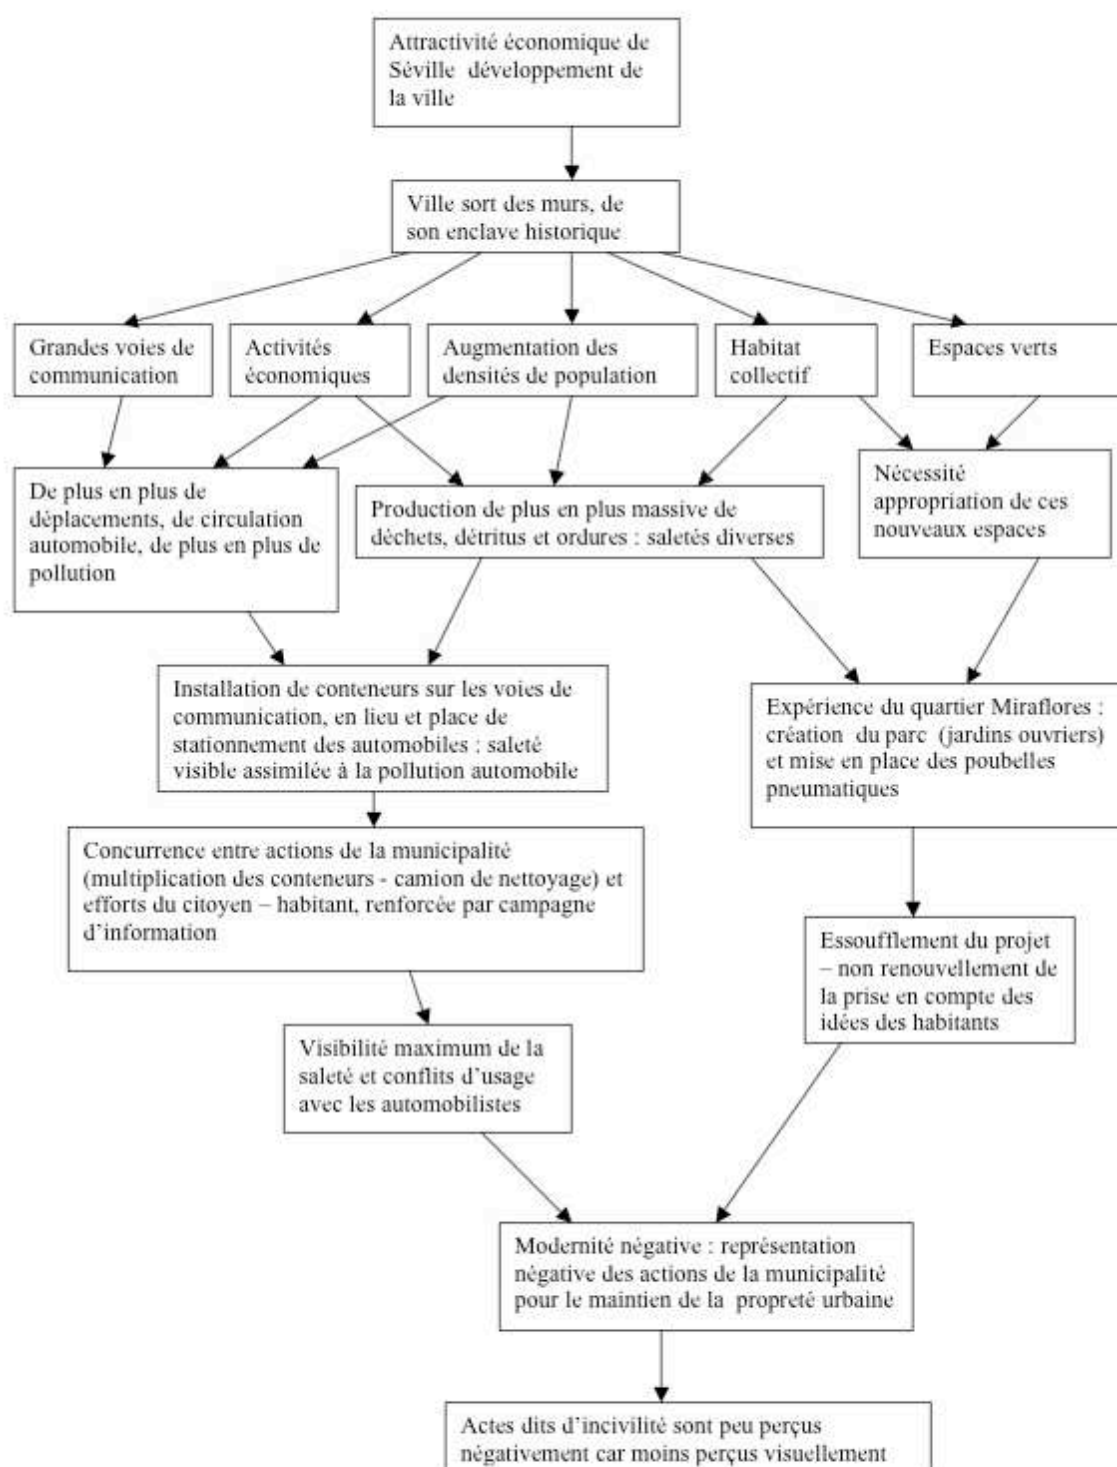 Attractivité économique de
Séville développement de
la ville
Ville sort des murs, de
son enclave historique
Grandes voies de
communication
Activités
économiques
Augmentation des
densités de population
Habitat
collectif
Espaces verts
De plus en plus de
déplacements, de circulation
automobile, de plus en plus de
pollution
Production de plus en plus massive de
déchets, détritus et ordures : saletés diverses
Nécessité
appropriation de ces
nouveaux espaces
Installation de conteneurs sur les voies de
communication, en lieu et place de
stationnement des automobiles : saleté
visible assimilée à la pollution automobile
Expérience du quartier Miraflores :
création du parc (jardins ouvriers)
et mise en place des poubelles
pneumatiques
Concurrence entre actions de la municipalité
(multiplication des conteneurs - camion de nettoyage) et
efforts du citoyen – habitant, renforcée par campagne
d’information
Essoufflement du projet
– non renouvellement de
la prise en compte des
idées des habitants
Visibilité maximum de la
saleté et conflits d’usage
avec les automobilistes
Modernité négative : représentation
négative des actions de la municipalité
pour le maintien de la propreté urbaine
Actes dits d’incivilité sont peu perçus
négativement car moins perçus visuellement